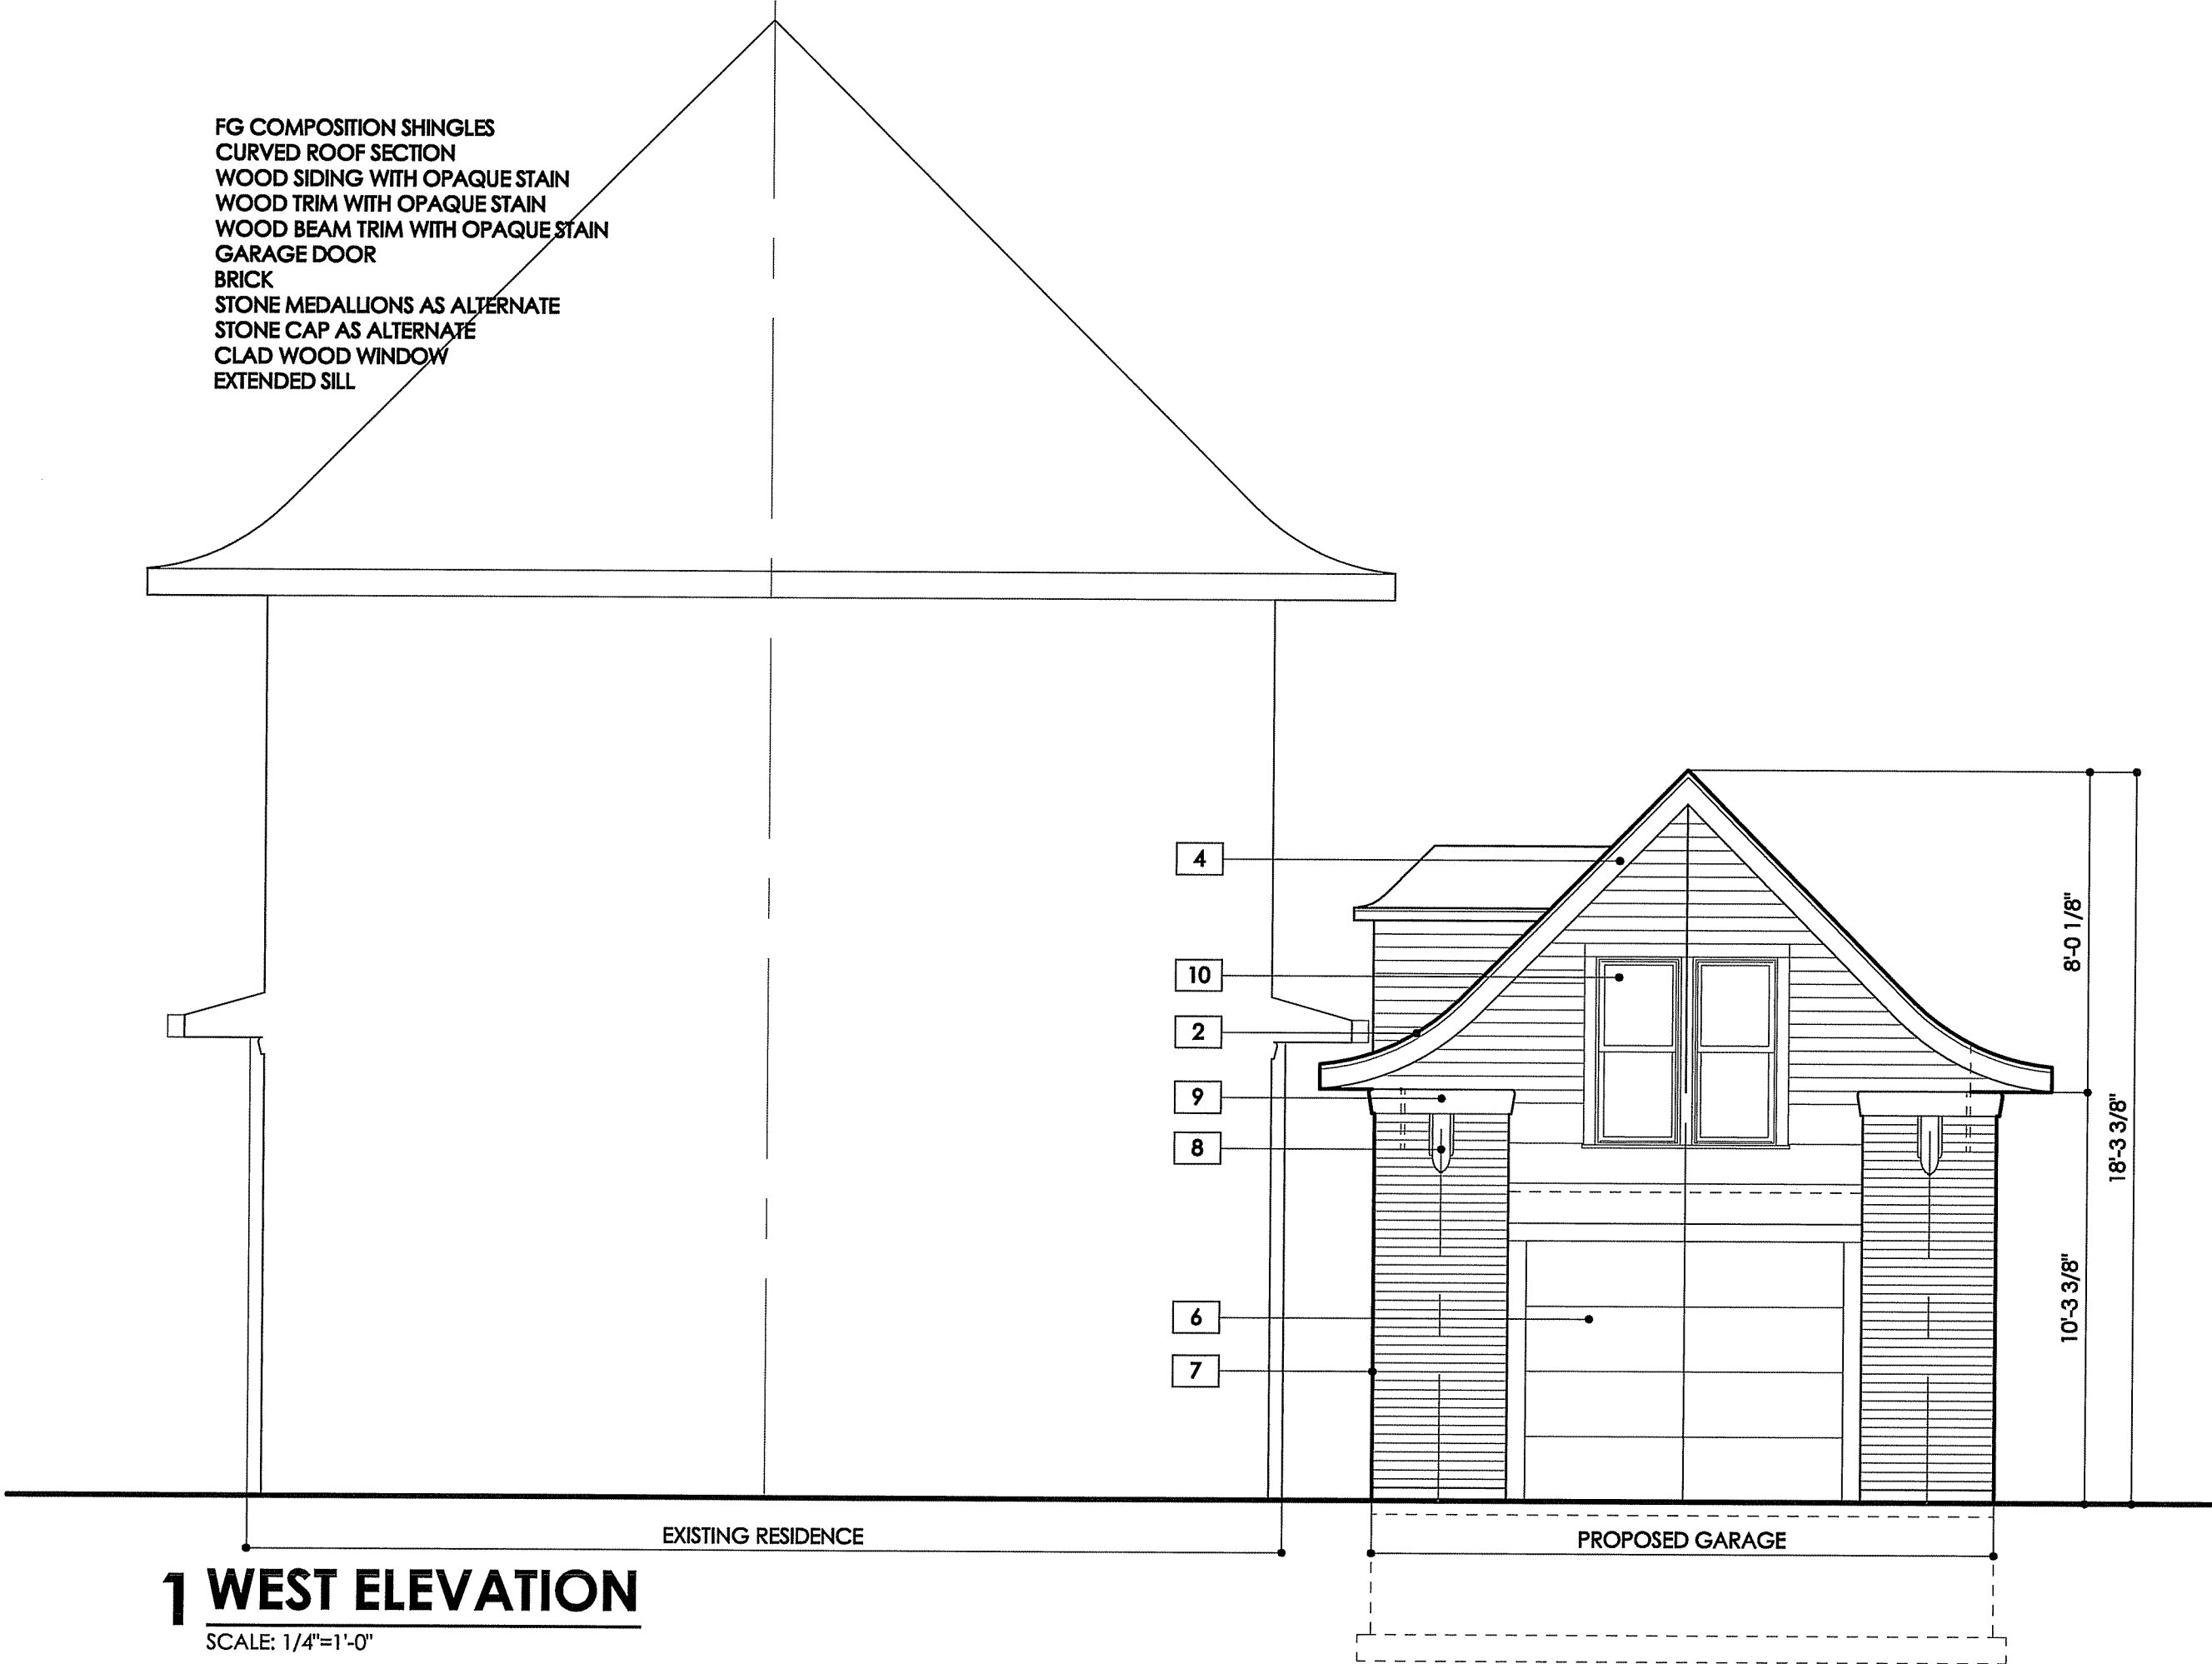 FG COMPOSITION SHINGLES
CURVED ROOF SECTION
WOOD SIDING WITH OPAQUE STAIN
WOOD TRIM WITH OPAQUE STAIN
WOOD BEAM TRIM WITH OPAQUE STAIN
GARAGE DOOR
BRICK
STONE MEDALLIONS AS ALTERNATE
STONE CAP AS ALTERNATE
CLAD WOOD WINDOW
EXTENDED SILL
4
10
2
9
8
6
7
8'-0 1/8"
18'-3 3/8"
10'-3 3/8"
EXISTING RESIDENCE
PROPOSED GARAGE
1 WEST ELEVATION
SCALE: 1/4"=1'-0"